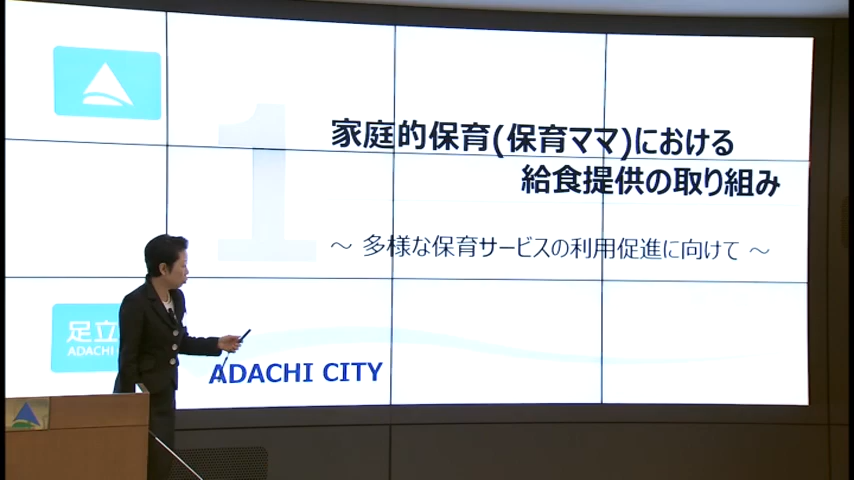 1
家庭的保育(保育ママ)における
給食提供の取り組み
～ 多様な保育サービスの利用促進に向けて ～
足立
ADACHI
ADACHI CITY